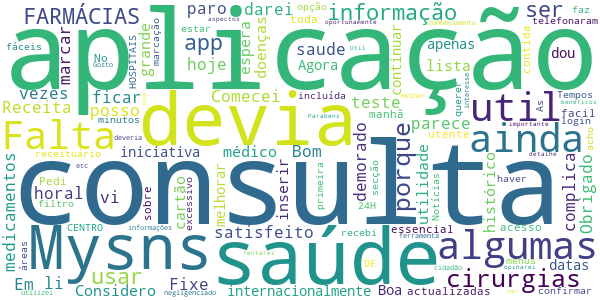 FARMÁCIAS paro darei informação ser
aplicação
marcar grande app hoje espera doenças saude Agora toda estar opção apenas lista continuar telefonaram faz dou
No fáceis HOSPITAIS marcação aspectos oportunamente contida
vezes ficar Comecei incluída teste manhã querer conhecimento interesse Útil
Receita posso minutos devia parece util As Tempos facil login benéficos
Falta deveria Parabéns melhor importante ainda
receituário iniciativa médico Bom porque utente acho
medicamentos etc consulta detalhe Obrigado
horal vi Pedi filtro cartão excessivo sobre melhorar inserir primeira demorado secção utilidade Notícias histórico haver complica
CENTRO informações 24H recebi acesso
Mysns saúde algumas
satisfeito essencial ferramenta menus datas
áreas usar cirurgias
Em li Fixe tentarei DE cidadão opinarei
utilizei Considero negligenciado internacionalmente Boa actualizadas confirmar